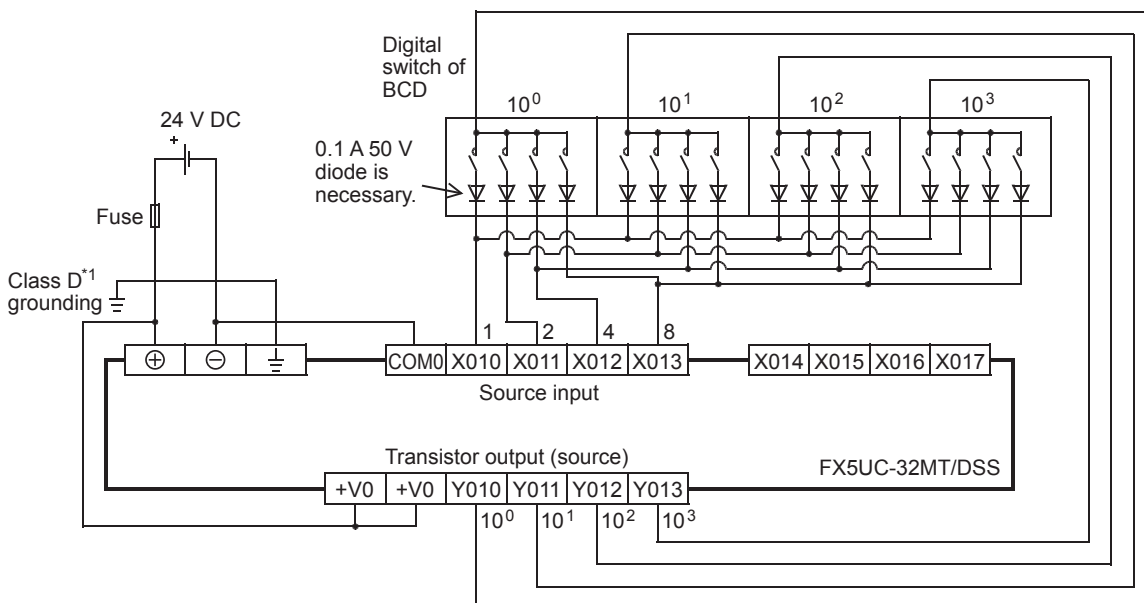 Digital
switch of
BCD
10⁰ 10¹ 10² 10³
24 V DC
+
0.1 A 50 V
diode is
necessary.
Fuse
Class D*1
grounding
1 2 4 8
COM0 X010 X011 X012 X013 X014 X015 X016 X017
Source input
Transistor output (source)
FX5UC-32MT/DSS
+V0 +V0 Y010 Y011 Y012 Y013
10⁰ 10¹ 10² 10³